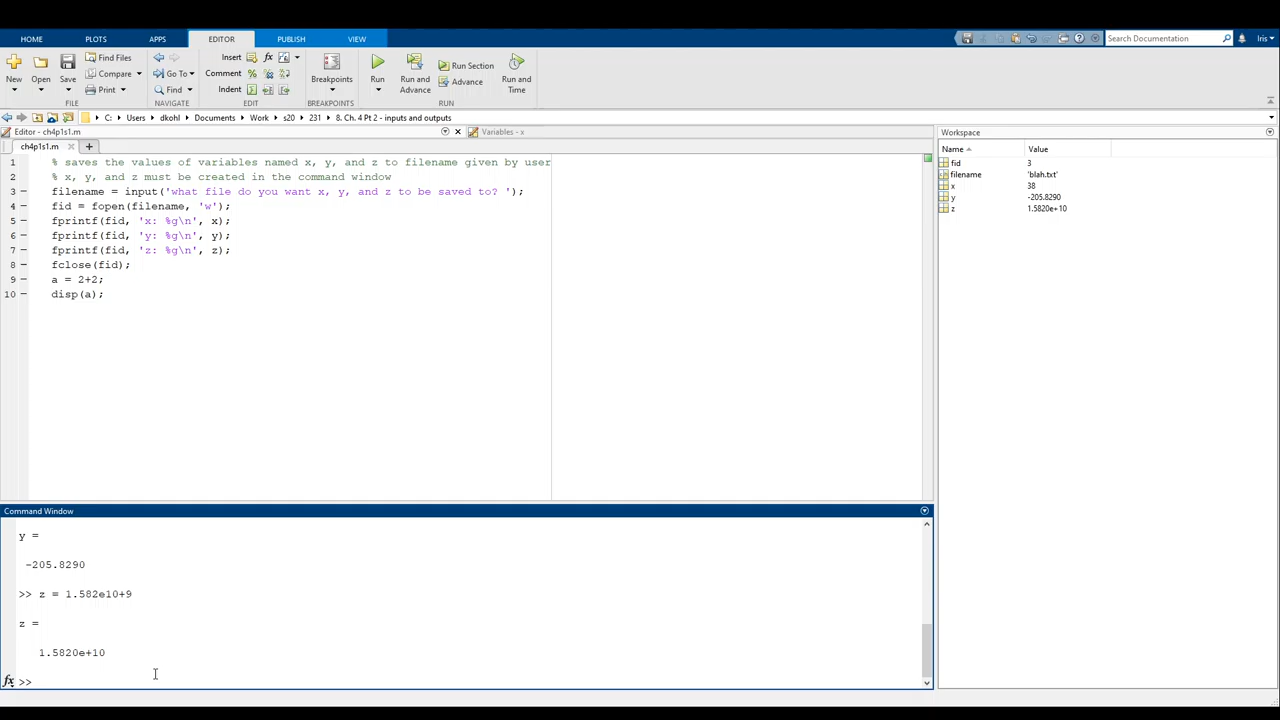 HOME PLOTS APPS EDITOR PUBLISH VIEW Search Documentation Iris
New Open Save Find Files Compare Print Go To Find Insert fx Comment Indent Breakpoints Run Run and Advance Run Section Advance Run and Time
FILE NAVIGATE EDIT BREAKPOINTS RUN
C: Users dkohl Documents Work s20 231 8. Ch. 4 Pt 2 - inputs and outputs
Editor - ch4p1s1.m Variables - x
ch4p1s1.m +
1 % saves the values of variables named x, y, and z to filename given by user
2 % x, y, and z must be created in the command window
3 filename = input('what file do you want x, y, and z to be saved to? ');
4 fid = fopen(filename, 'w');
5 fprintf(fid, 'x: %g\n', x);
6 fprintf(fid, 'y: %g\n', y);
7 fprintf(fid, 'z: %g\n', z);
8 fclose(fid);
9 a = 2+2;
10 disp(a);
Workspace
Name Value
fid 3
filename 'blah.txt'
x 38
y -205.8290
z 1.5820e+10
Command Window
y =
-205.8290
>> z = 1.582e10+9
z =
1.5820e+10
fx >>